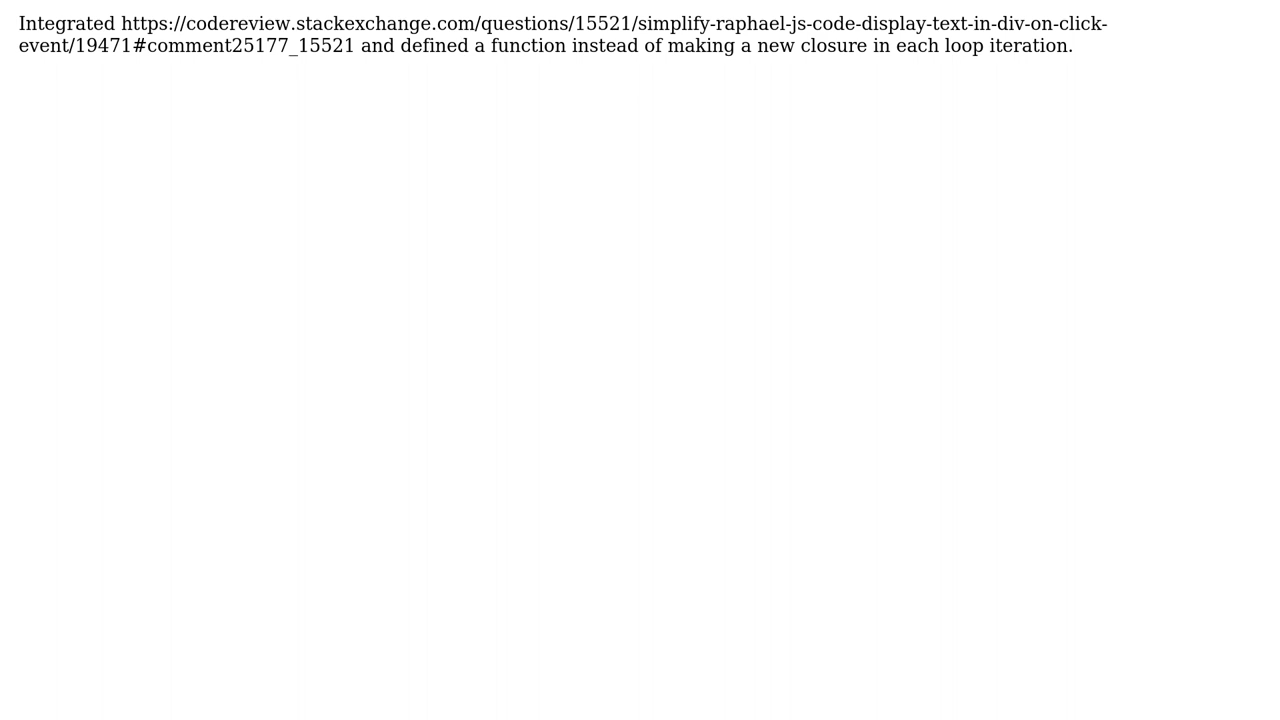 Integrated https://codereview.stackexchange.com/questions/15521/simplify-raphael-js-code-display-text-in-div-on-click-
event/19471#comment25177_15521 and defined a function instead of making a new closure in each loop iteration.